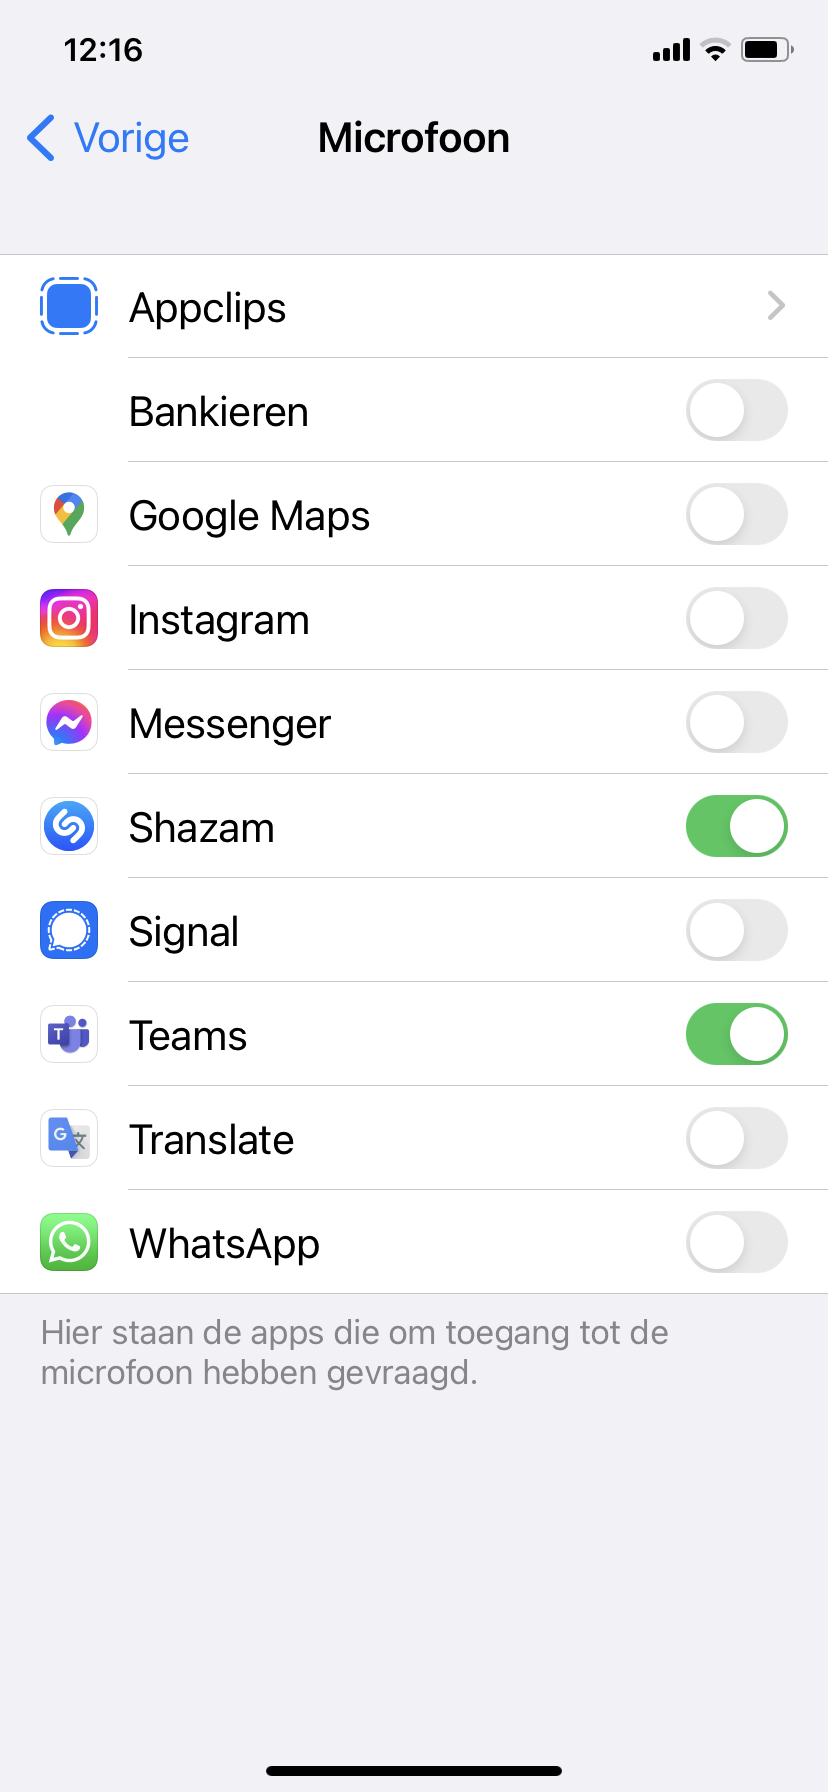 12:16
Vorige
Microfoon
Appclips
Bankieren
Google Maps
Instagram
Messenger
Shazam
Signal
Teams
Translate
WhatsApp
Hier staan de apps die om toegang tot de
microfoon hebben gevraagd.